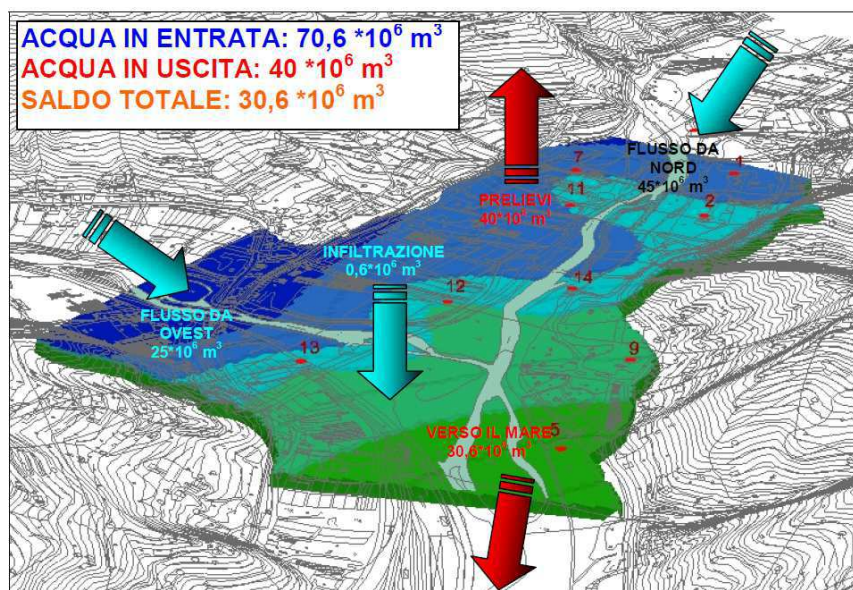 ACQUA IN ENTRATA: 70,6 *10⁶ m³
ACQUA IN USCITA: 40 *10⁶ m³
SALDO TOTALE: 30,6 *10⁶ m³
FLUSSO DA
NORD
45*10⁶ m³
7
1
11
2
PRELIEVI
40*10⁶ m³
INFILTRAZIONE
0,6*10⁶ m³
14
12
FLUSSO DA
OVEST
25*10⁶ m³
13
9
VERSO IL MARE
30,6*10⁶ m³
5